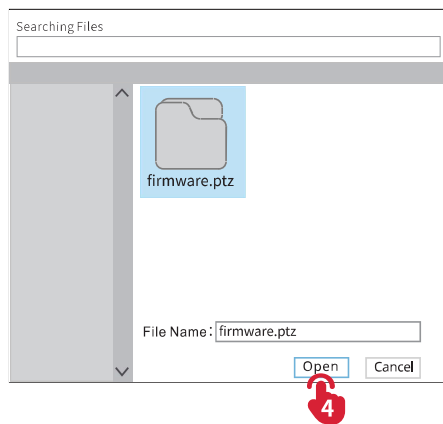 Searching Files
firmware.ptz
File Name: firmware.ptz
Open Cancel
4